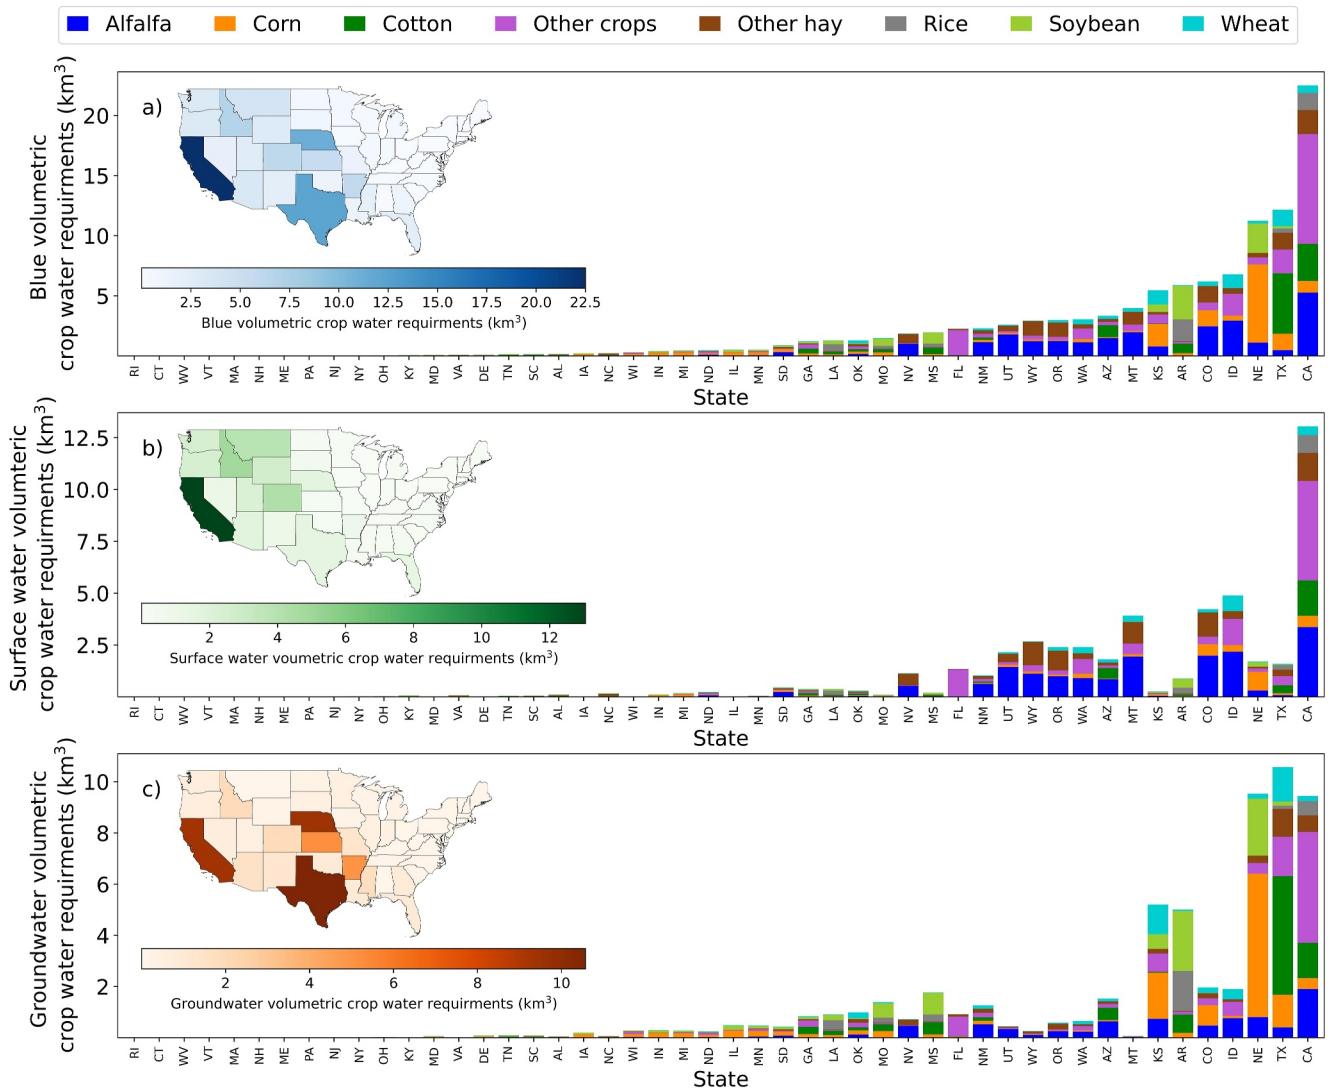 Alfalfa Corn Cotton Other crops Other hay Rice Soybean Wheat
Blue volumetric
crop water requirments (km³)
20
15
10
5
a)
2.5 5.0 7.5 10.0 12.5 15.0 17.5 20.0 22.5
Blue volumetric crop water requirments (km³)
RI CT WV VT MA NH ME PA NJ NY OH KY MD VA DE TN SC AL IA NC WI IN MI ND IL MN SD GA LA OK MO NV MS FL NM UT WY OR WA AZ MT KS AR CO ID NE TX CA
State
Surface water volumteric
crop water requirments (km³)
12.5
10.0
7.5
5.0
2.5
b)
2 4 6 8 10 12
Surface water voumetric crop water requirments (km³)
RI CT WV VT MA NH ME PA NJ NY OH KY MD VA DE TN SC AL IA NC WI IN MI ND IL MN SD GA LA OK MO NV MS FL NM UT WY OR WA AZ MT KS AR CO ID NE TX CA
State
Groundwater volumetric
crop water requirments (km³)
10
8
6
4
2
c)
2 4 6 8 10
Groundwater volumetric crop water requirments (km³)
RI CT WV VT MA NH ME PA NJ NY OH KY MD VA DE TN SC AL IA NC WI IN MI ND IL MN SD GA LA OK MO NV MS FL NM UT WY OR WA AZ MT KS AR CO ID NE TX CA
State